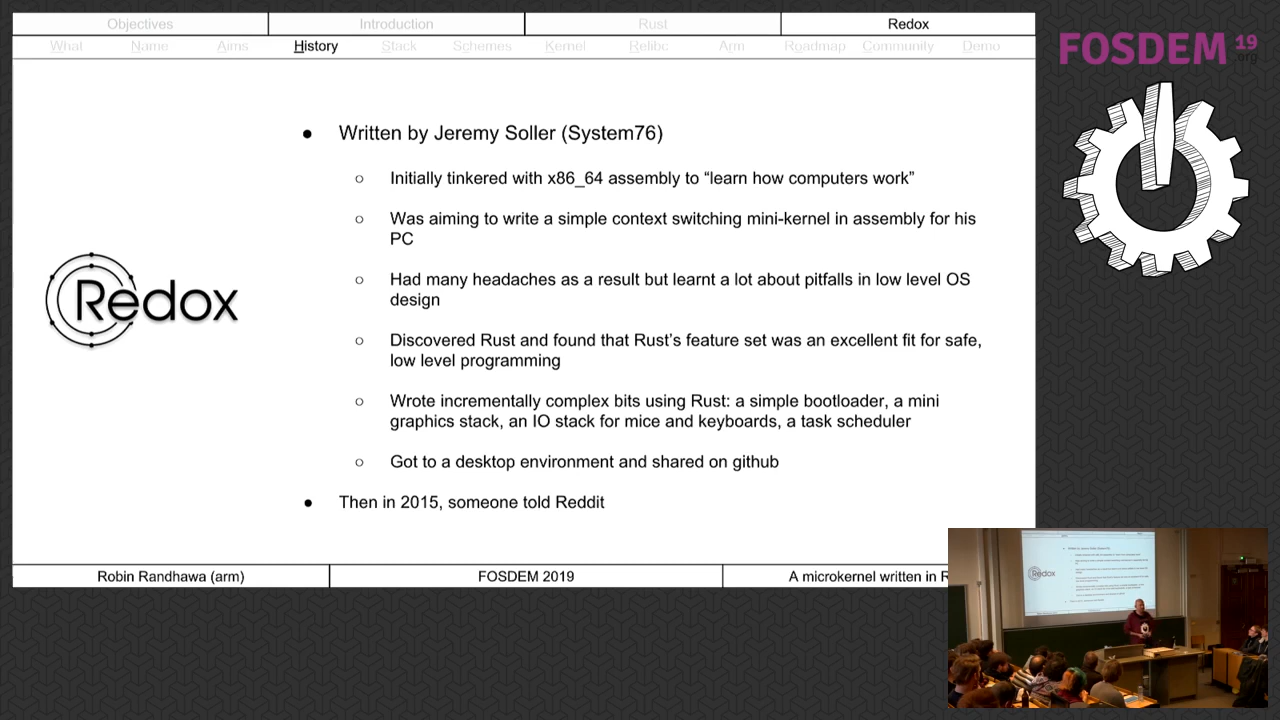 Objectives
Introduction
Rust
Redox
What
Name
Aims
History
Stack
Schemes
Kernel
Relibc
Arm
Roadmap
Community
Demo
FOSDEM 19
.org
● Written by Jeremy Soller (System76)
○ Initially tinkered with x86_64 assembly to “learn how computers work”
○ Was aiming to write a simple context switching mini-kernel in assembly for his
PC
○ Had many headaches as a result but learnt a lot about pitfalls in low level OS
design
Redox
○ Discovered Rust and found that Rust’s feature set was an excellent fit for safe,
low level programming
○ Wrote incrementally complex bits using Rust: a simple bootloader, a mini
graphics stack, an IO stack for mice and keyboards, a task scheduler
○ Got to a desktop environment and shared on github
● Then in 2015, someone told Reddit
Robin Randhawa (arm)
FOSDEM 2019
A microkernel written in R
Redox